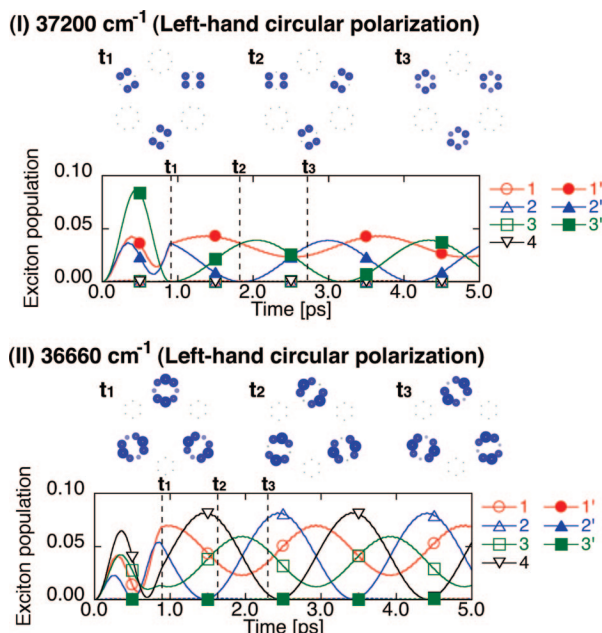 (I) 37200 cm⁻¹ (Left-hand circular polarization)
t₁ t₂ t₃
t₁ t₂ t₃
0.10
0.05
0.00
Exciton population
0.0 1.0 2.0 3.0 4.0 5.0
Time [ps]
1 1'
2 2'
3 3'
4
(II) 36660 cm⁻¹ (Left-hand circular polarization)
t₁ t₂ t₃
t₁ t₂ t₃
0.10
0.05
0.00
Exciton population
0.0 1.0 2.0 3.0 4.0 5.0
Time [ps]
1 1'
2 2'
3 3'
4